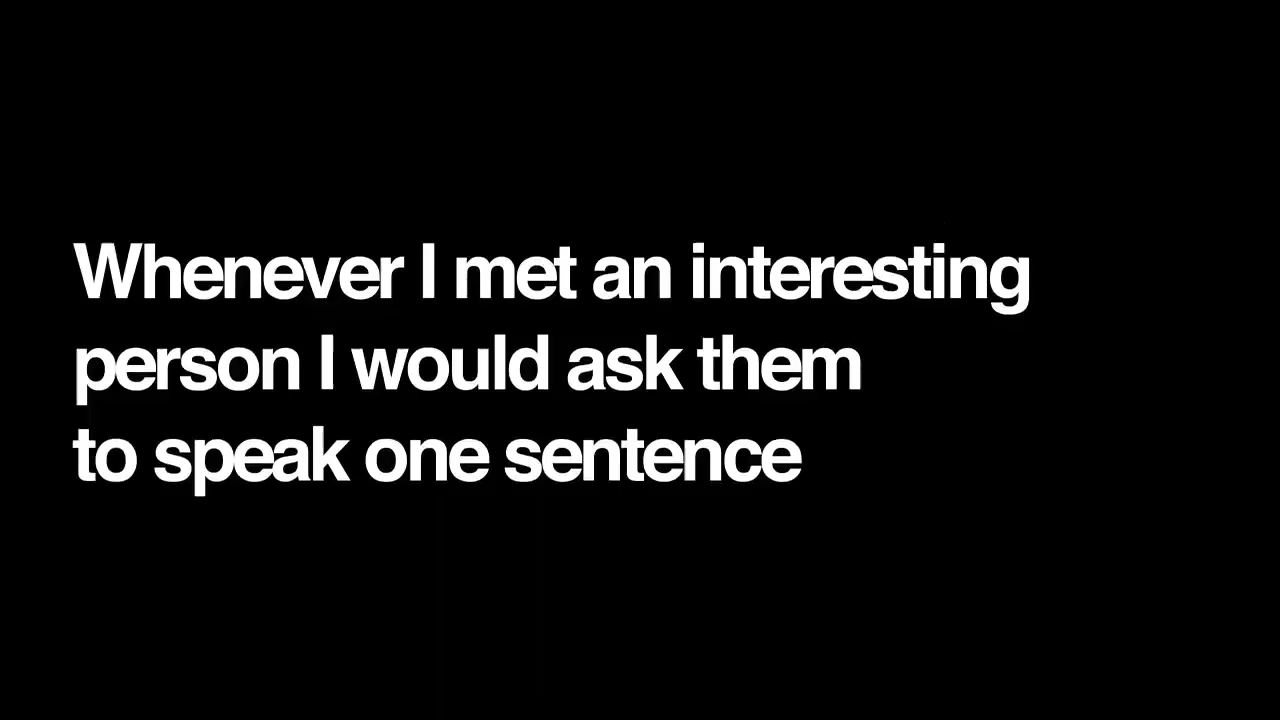 Whenever I met an interesting
person I would ask them
to speak one sentence